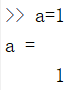 >> a=1
a =
1